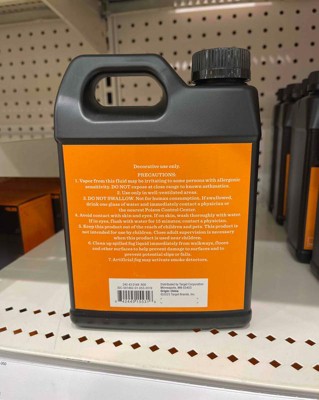 Decorative use only.
PRECAUTIONS:
1. Vapor from this fluid may be irritating to some persons with allergenic
sensitivity. DO NOT expose at close range to known asthmatics.
2. Use only in well-ventilated areas
3. DO NOT SWALLOW. Not for human consumption. If swallowed,
drink one glass of water and immediately contact a physician or
the nearest Poison Control Center.
4. Avoid contact with skin and eyes. If on skin, wash thoroughly with water.
If in eyes, flush with water for 15 minutes, contact a physician.
5. Keep this product out of the reach of children and pets. This product is
not intended for use by children. Close adult supervision is necessary
when this product is used near children.
6. Clean up spilled fog liquid immediately from walkways, floors
and other surfaces to help prevent damage to surfaces and to
prevent potential slips or falls.
7. Artificial fog may activate smoke detectors.
Distributed by Target Corporation
Minneapolis, MN 55403
Target Brands, Inc.